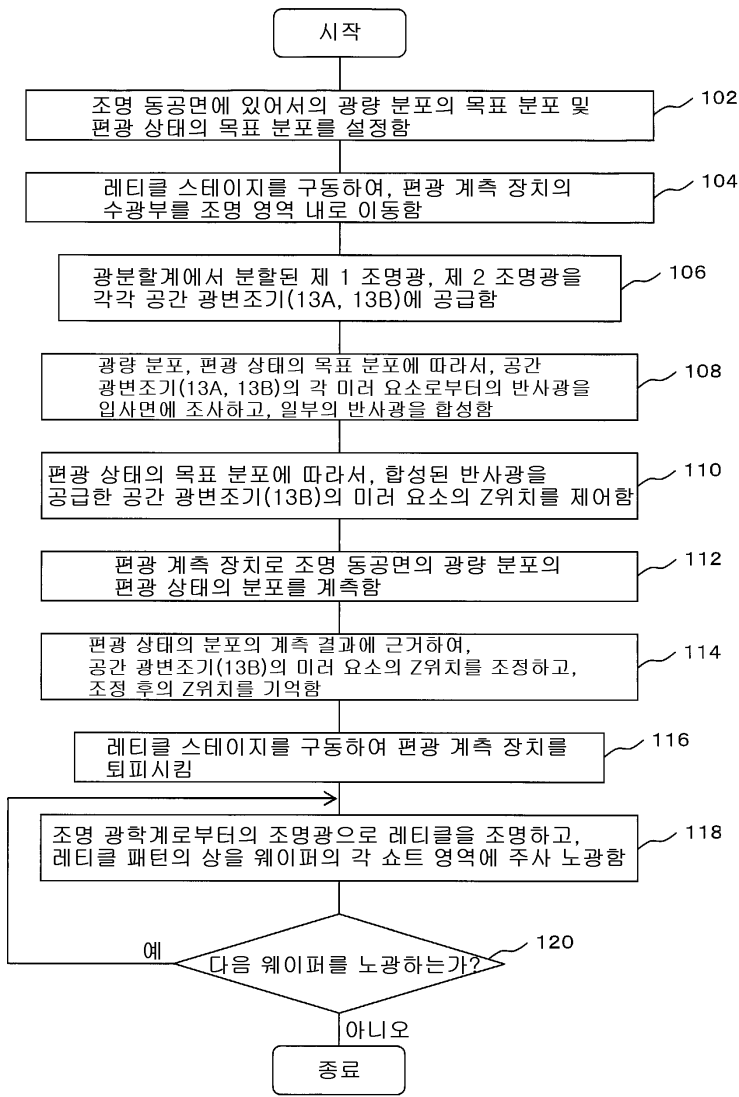 시작
조명 동공면에 있어서의 광량 분포의 목표 분포 및
편광 상태의 목표 분포를 설정함
102
레티클 스테이지를 구동하여, 편광 계측 장치의
수광부를 조명 영역 내로 이동함
104
광분할계에서 분할된 제 1 조명광, 제 2 조명광을
각각 공간 광변조기(13A, 13B)에 공급함
106
광량 분포, 편광 상태의 목표 분포에 따라서, 공간
광변조기(13A, 13B)의 각 미러 요소로부터의 반사광을
입사면에 조사하고, 일부의 반사광을 합성함
108
편광 상태의 목표 분포에 따라서, 합성된 반사광을
공급한 공간 광변조기(13B)의 미러 요소의 Z위치를 제어함
110
편광 계측 장치로 조명 동공면의 광량 분포의
편광 상태의 분포를 계측함
112
편광 상태의 분포의 계측 결과에 근거하여,
공간 광변조기(13B)의 미러 요소의 Z위치를 조정하고,
조정 후의 Z위치를 기억함
114
레티클 스테이지를 구동하여 편광 계측 장치를
퇴피시킴
116
조명 광학계로부터의 조명광으로 레티클을 조명하고,
레티클 패턴의 상을 웨이퍼의 각 쇼트 영역에 주사 노광함
118
예
다음 웨이퍼를 노광하는가?
120
아니오
종료